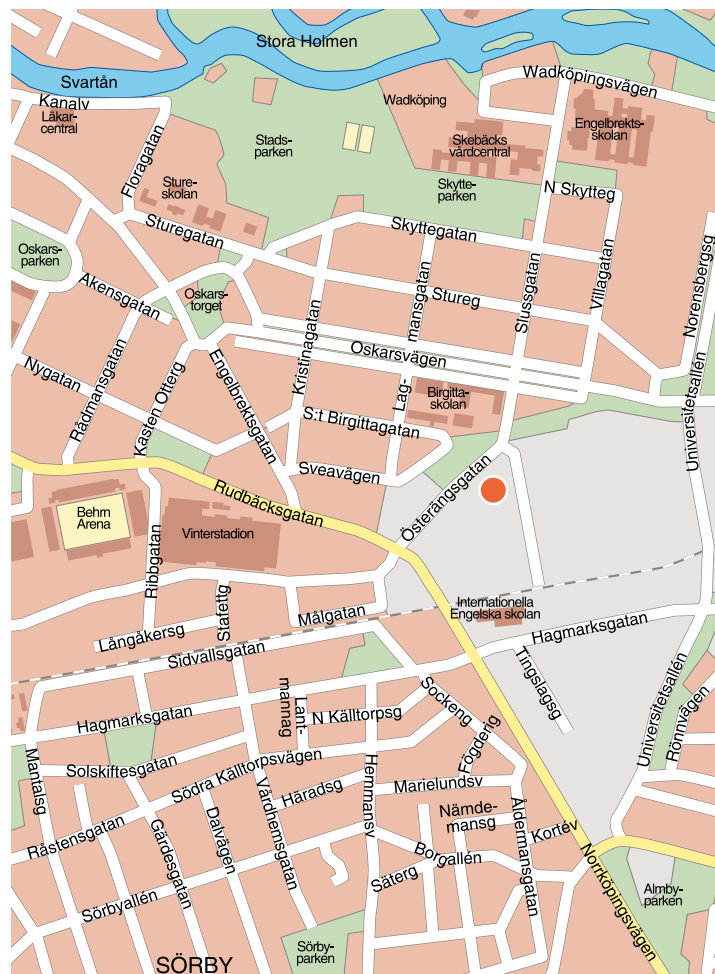 Stora Holmen
Svartån
Wadköpingsvägen
Kanalv
Läkar-
central
Wadköping
Engelbrekts-
skolan
Stads-
parken
Skebäcks
vårdcentral
Floragatan
Sture-
skolan
Skytte-
parken
N Skytteg
Sturegatan
Skyttegatan
Oskars-
parken
Akensgatan
Oskars-
torget
Kristinagatan
Lag-
mansgatan
Stureg
Slussgatan
Villagatan
Norensbergsg
Oskarsvägen
Nygatan
Rådmansgatan
Kasten Otterg
Engelbrektsgatan
Birgitta-
skolan
S:t Birgittagatan
Universitetsallén
Sveavägen
Rudbäcksgatan
Österängsgatan
Behrn
Arena
Vinterstadion
Ribbgatan
Stafettg
Målgatan
Internationella
Engelska skolan
Långåkersg
Sidvallsgatan
Hagmarksgatan
Tingslagsg
Hagmarksgatan
Lant-
mannag
N Källtorpsg
Sockeng
Fögderig
Universitetsallén
Rönnvägen
Mantalsg
Solskiftesgatan
Södra Källtorpsvägen
Hemmansv
Häradsg
Marielundsv
Vårdhemsgatan
Nämde-
mansg
Åldermansgatan
Kortév
Råstensgatan
Gärdesgatan
Dalvägen
Borgallén
Säterg
Norrköpingsvägen
Sörbyallén
Almby-
parken
Sörby-
parken
SÖRBY